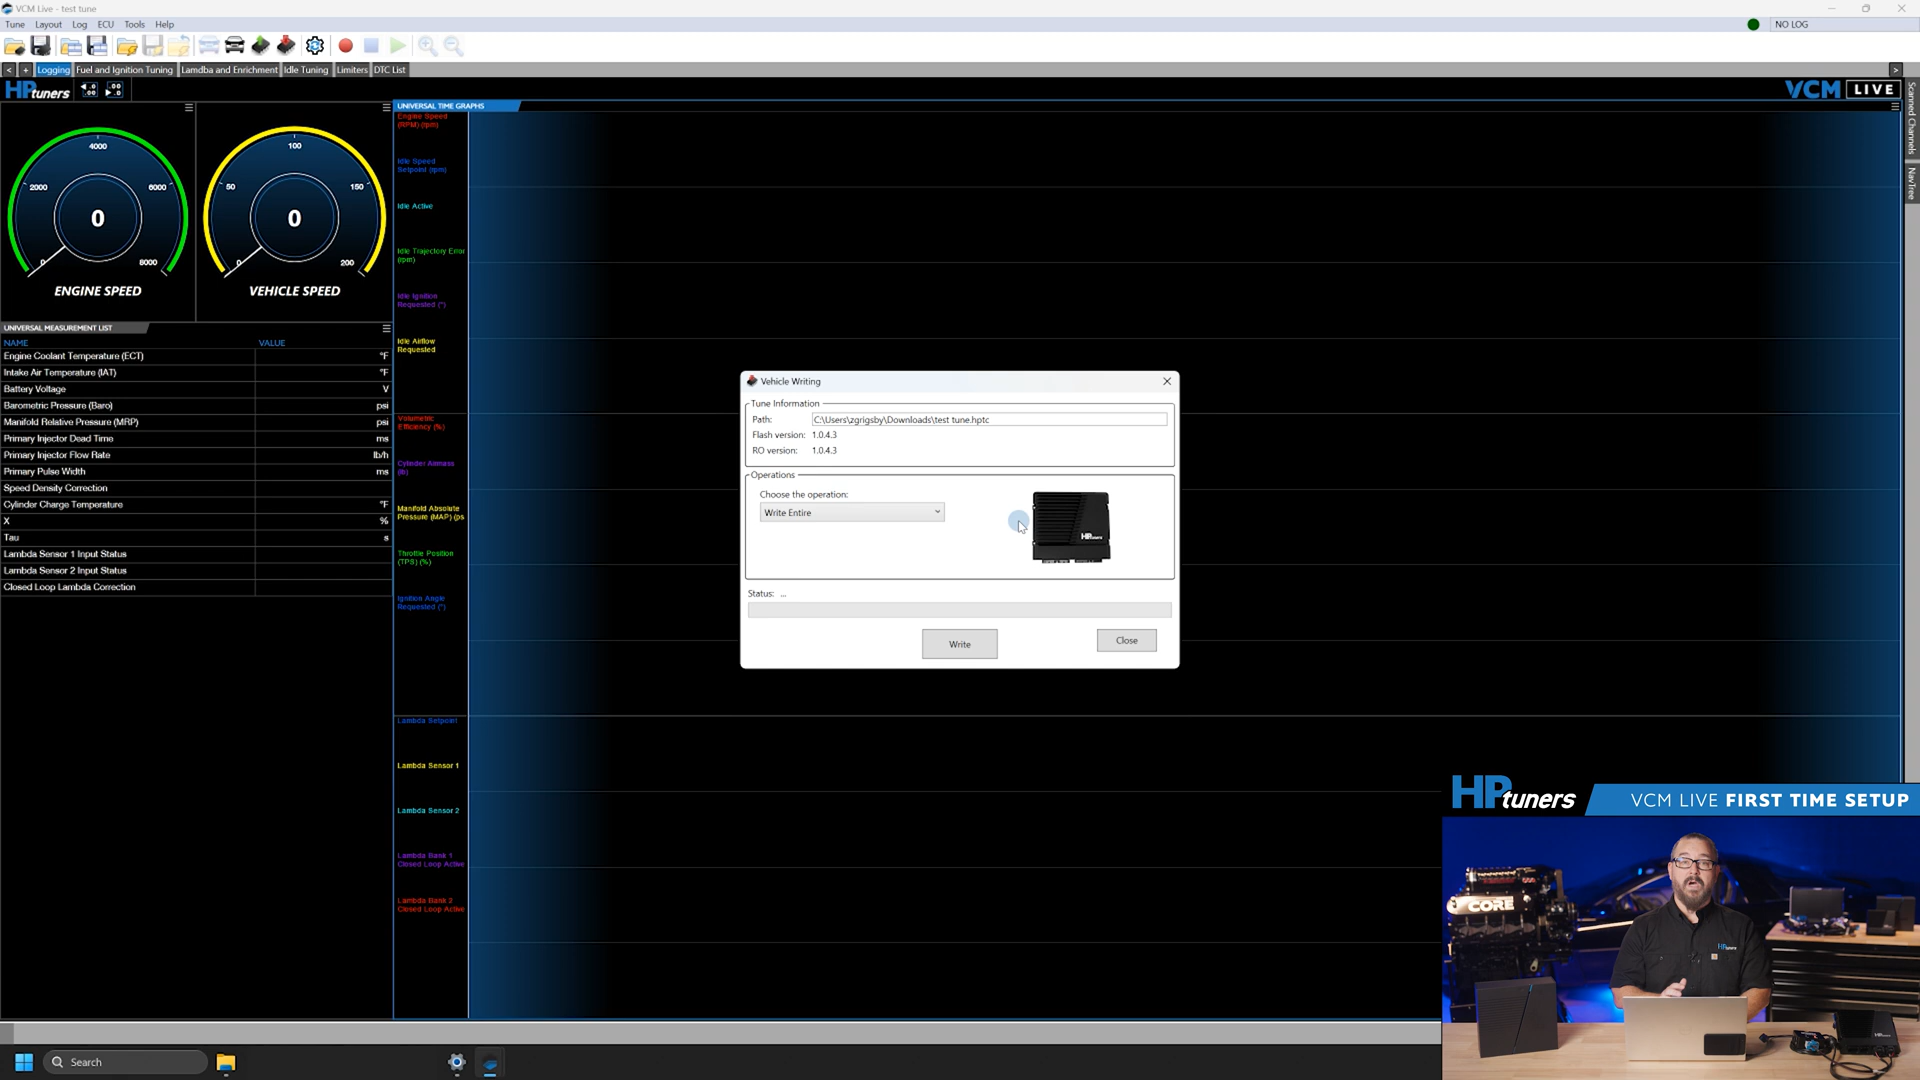 VCM Live - test tune
Tune Layout Log ECU Tools Help
NO LOG
< + Logging Fuel and Ignition Tuning Lamdba and Enrichment Idle Tuning Limiters DTC List >
HPtuners
VCM LIVE
Scanned Channels
NavTree
4000
2000 6000
0
0 8000
ENGINE SPEED
100
50 150
0
0 200
VEHICLE SPEED
UNIVERSAL TIME GRAPHS
Engine Speed
(RPM) (rpm)
Idle Speed
Setpoint (rpm)
Idle Active
Idle Trajectory Error
(rpm)
Idle Ignition
Requested (°)
Idle Airflow
Requested
Volumetric
Efficiency (%)
Cylinder Airmass
(lb)
Manifold Absolute
Pressure (MAP) (ps
Throttle Position
(TPS) (%)
Ignition Angle
Requested (°)
Lambda Setpoint
Lambda Sensor 1
Lambda Sensor 2
Lambda Bank 1
Closed Loop Active
Lambda Bank 2
Closed Loop Active
UNIVERSAL MEASUREMENT LIST
NAME VALUE
Engine Coolant Temperature (ECT) °F
Intake Air Temperature (IAT) °F
Battery Voltage V
Barometric Pressure (Baro) psi
Manifold Relative Pressure (MRP) psi
Primary Injector Dead Time ms
Primary Injector Flow Rate lb/h
Primary Pulse Width ms
Speed Density Correction
Cylinder Charge Temperature °F
X %
Tau s
Lambda Sensor 1 Input Status
Lambda Sensor 2 Input Status
Closed Loop Lambda Correction
Vehicle Writing
Tune Information
Path: C:\Users\zgrigsby\Downloads\test tune.hptc
Flash version: 1.0.4.3
RO version: 1.0.4.3
Operations
Choose the operation:
Write Entire
HPtuners
Status: ...
Write
Close
HPtuners VCM LIVE FIRST TIME SETUP
CORE
Search